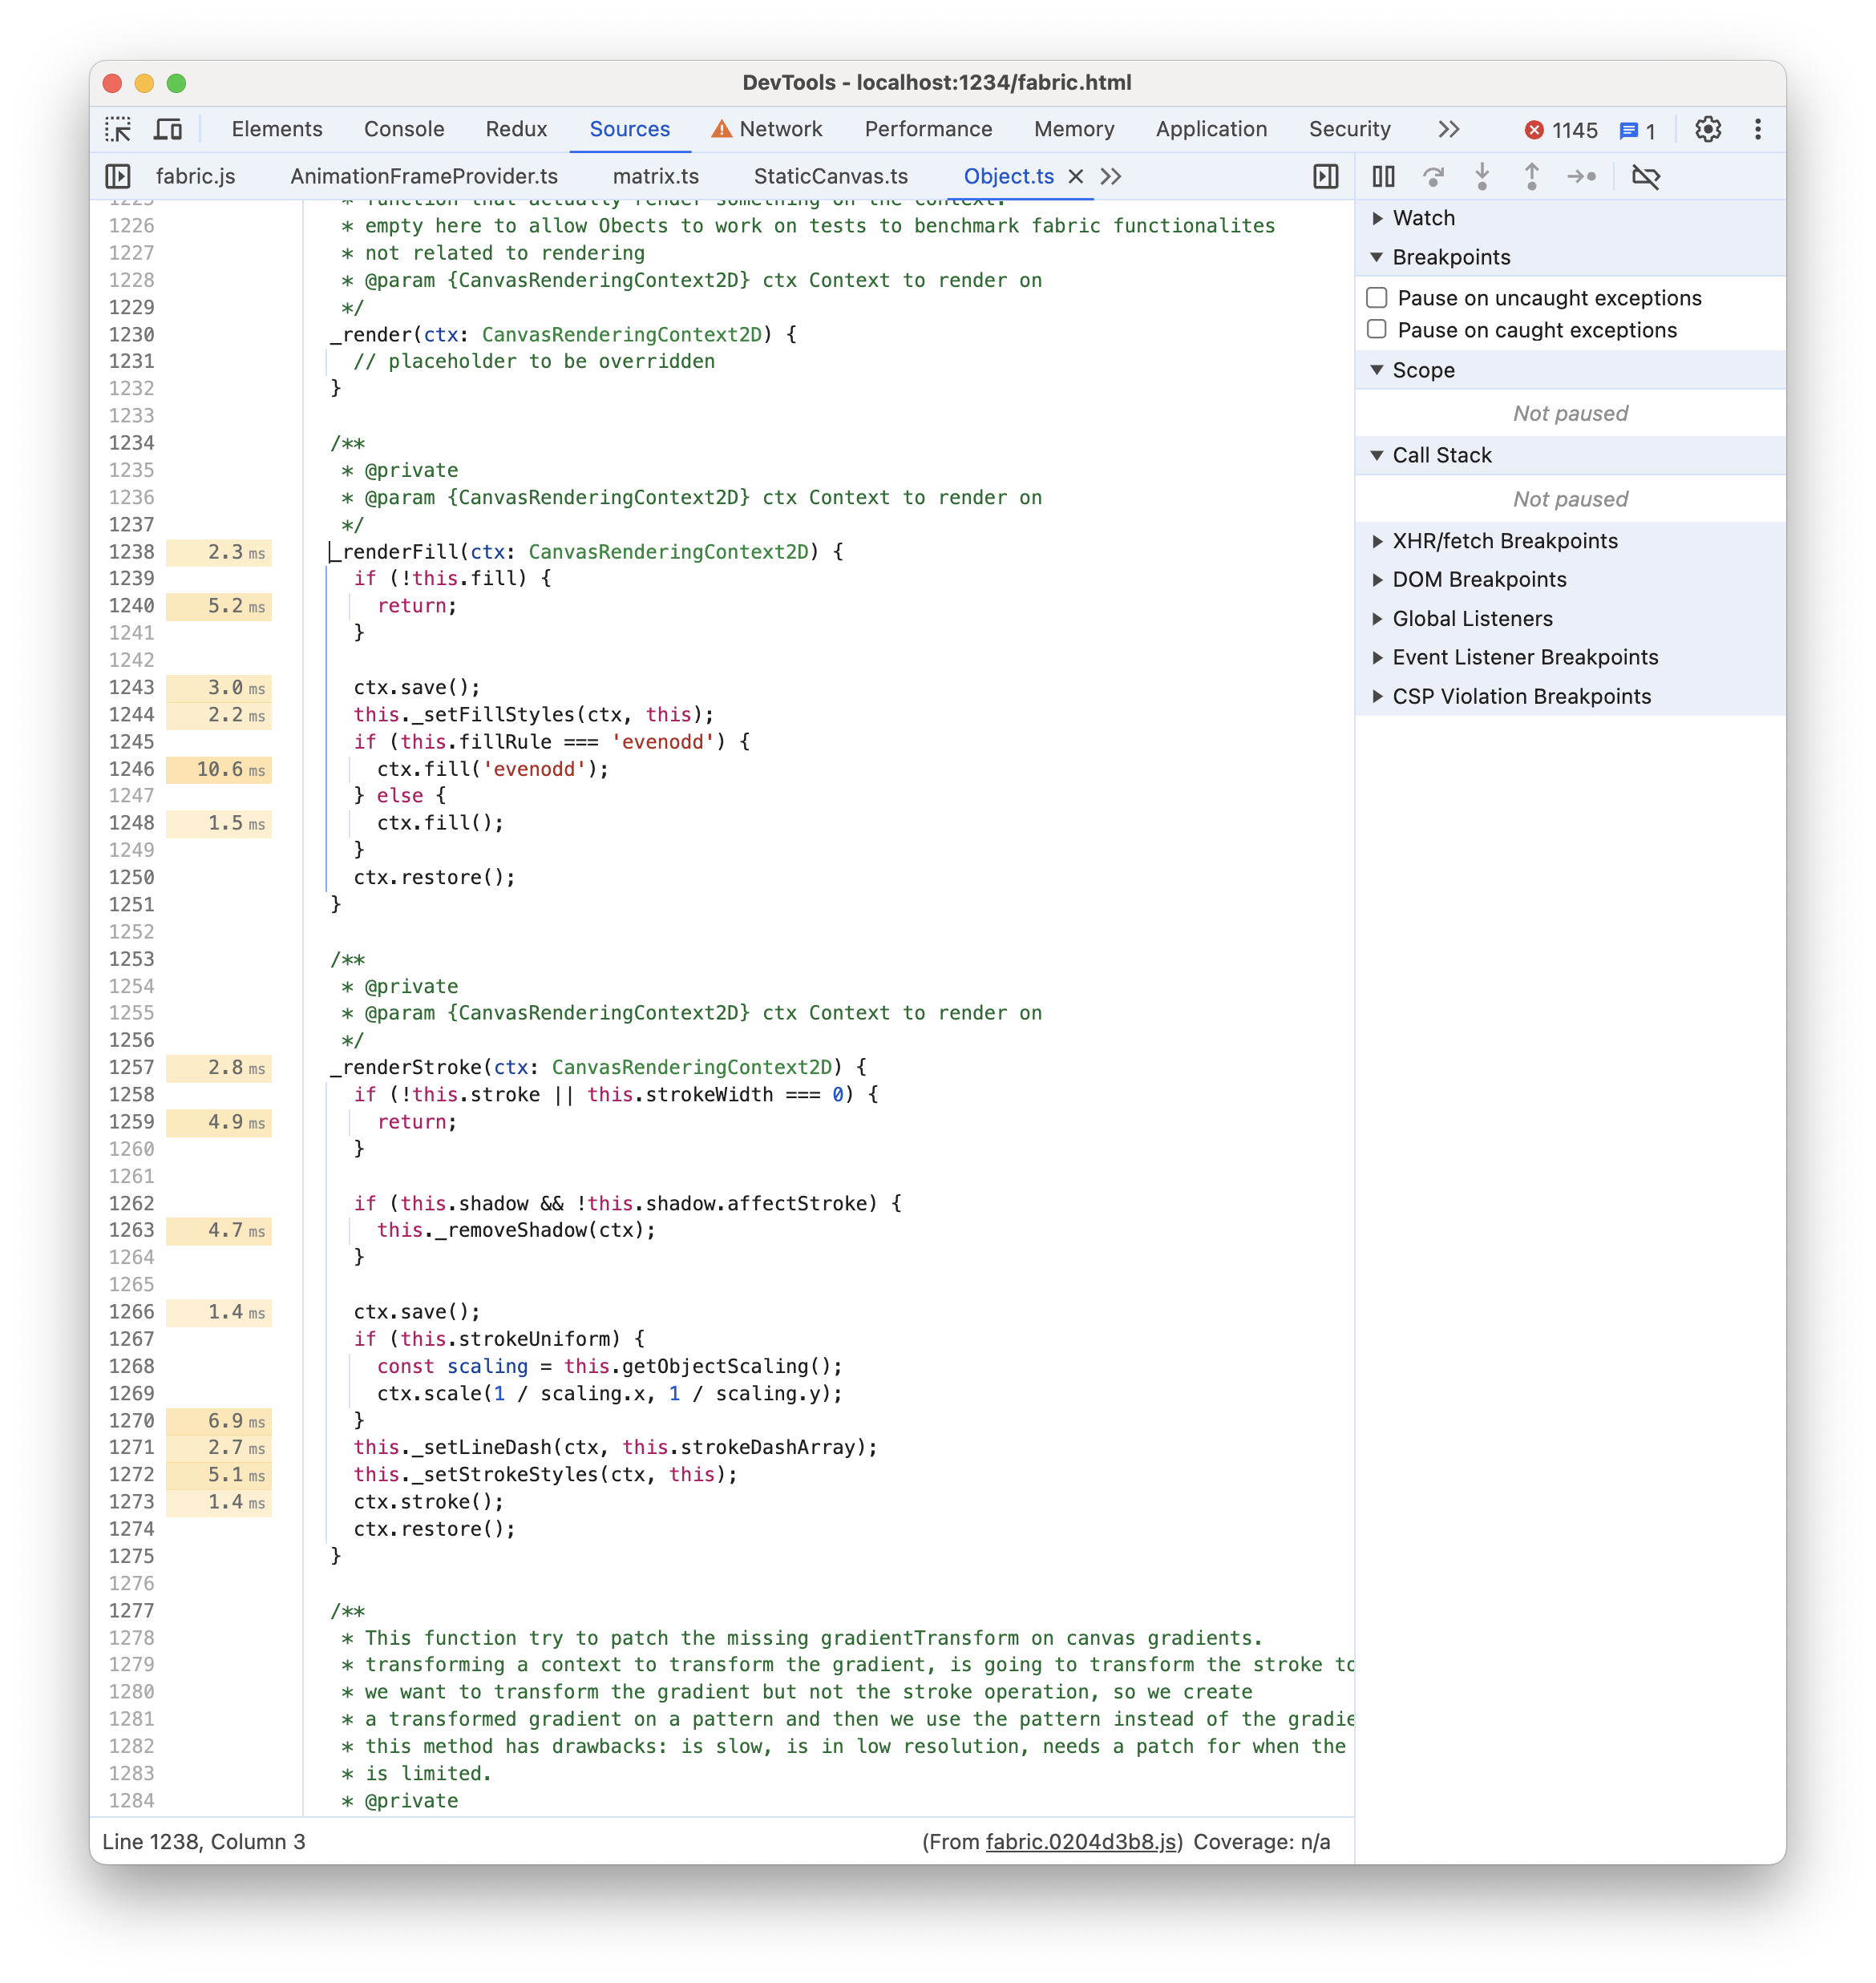 DevTools - localhost:1234/fabric.html
Elements Console Redux Sources Network Performance Memory Application Security >> 1145 1
fabric.js AnimationFrameProvider.ts matrix.ts StaticCanvas.ts Object.ts × >>
1225 * function that actually render something on the context.
1226 * empty here to allow Obects to work on tests to benchmark fabric functionalites
1227 * not related to rendering
1228 * @param {CanvasRenderingContext2D} ctx Context to render on
1229 */
1230 _render(ctx: CanvasRenderingContext2D) {
1231 // placeholder to be overridden
1232 }
1233
1234 /**
1235 * @private
1236 * @param {CanvasRenderingContext2D} ctx Context to render on
1237 */
1238 2.3 ms _renderFill(ctx: CanvasRenderingContext2D) {
1239 if (!this.fill) {
1240 5.2 ms return;
1241 }
1242
1243 3.0 ms ctx.save();
1244 2.2 ms this._setFillStyles(ctx, this);
1245 if (this.fillRule === 'evenodd') {
1246 10.6 ms ctx.fill('evenodd');
1247 } else {
1248 1.5 ms ctx.fill();
1249 }
1250 ctx.restore();
1251 }
1252
1253 /**
1254 * @private
1255 * @param {CanvasRenderingContext2D} ctx Context to render on
1256 */
1257 2.8 ms _renderStroke(ctx: CanvasRenderingContext2D) {
1258 if (!this.stroke || this.strokeWidth === 0) {
1259 4.9 ms return;
1260 }
1261
1262 if (this.shadow && !this.shadow.affectStroke) {
1263 4.7 ms this._removeShadow(ctx);
1264 }
1265
1266 1.4 ms ctx.save();
1267 if (this.strokeUniform) {
1268 const scaling = this.getObjectScaling();
1269 ctx.scale(1 / scaling.x, 1 / scaling.y);
1270 6.9 ms }
1271 2.7 ms this._setLineDash(ctx, this.strokeDashArray);
1272 5.1 ms this._setStrokeStyles(ctx, this);
1273 1.4 ms ctx.stroke();
1274 ctx.restore();
1275 }
1276
1277 /**
1278 * This function try to patch the missing gradientTransform on canvas gradients.
1279 * transforming a context to transform the gradient, is going to transform the stroke to
1280 * we want to transform the gradient but not the stroke operation, so we create
1281 * a transformed gradient on a pattern and then we use the pattern instead of the gradie
1282 * this method has drawbacks: is slow, is in low resolution, needs a patch for when the
1283 * is limited.
1284 * @private
Line 1238, Column 3 (From fabric.0204d3b8.js) Coverage: n/a
Watch
Breakpoints
Pause on uncaught exceptions
Pause on caught exceptions
Scope
Not paused
Call Stack
Not paused
XHR/fetch Breakpoints
DOM Breakpoints
Global Listeners
Event Listener Breakpoints
CSP Violation Breakpoints